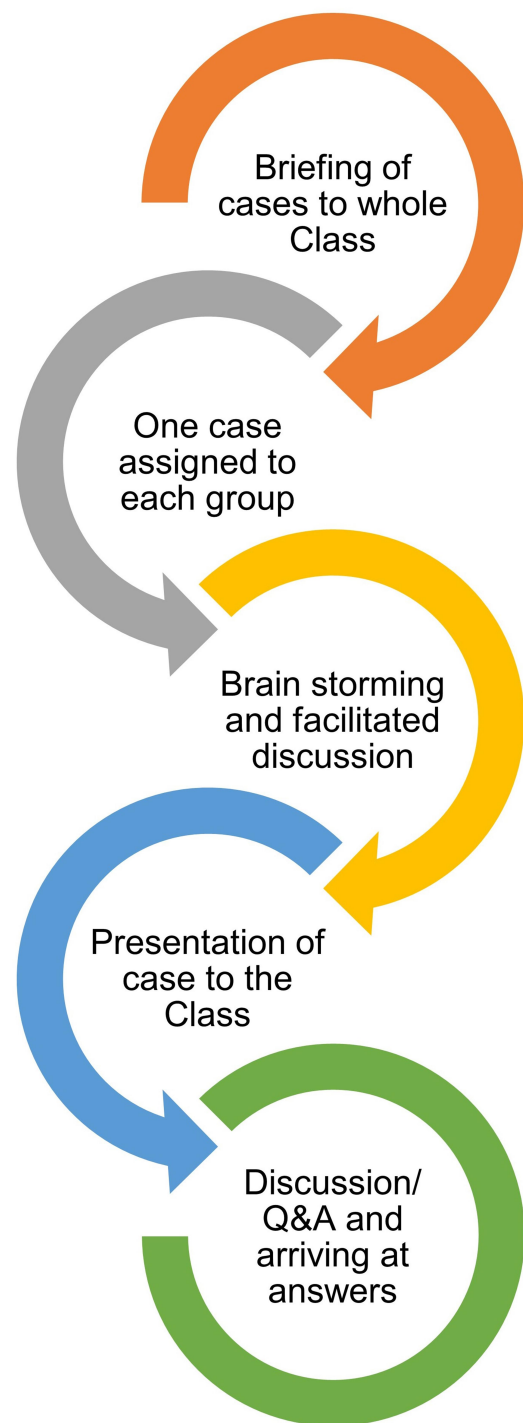 Briefing of
cases to whole
Class
One case
assigned to
each group
Brain storming
and facilitated
discussion
Presentation of
case to the
Class
Discussion/
Q&A and
arriving at
answers